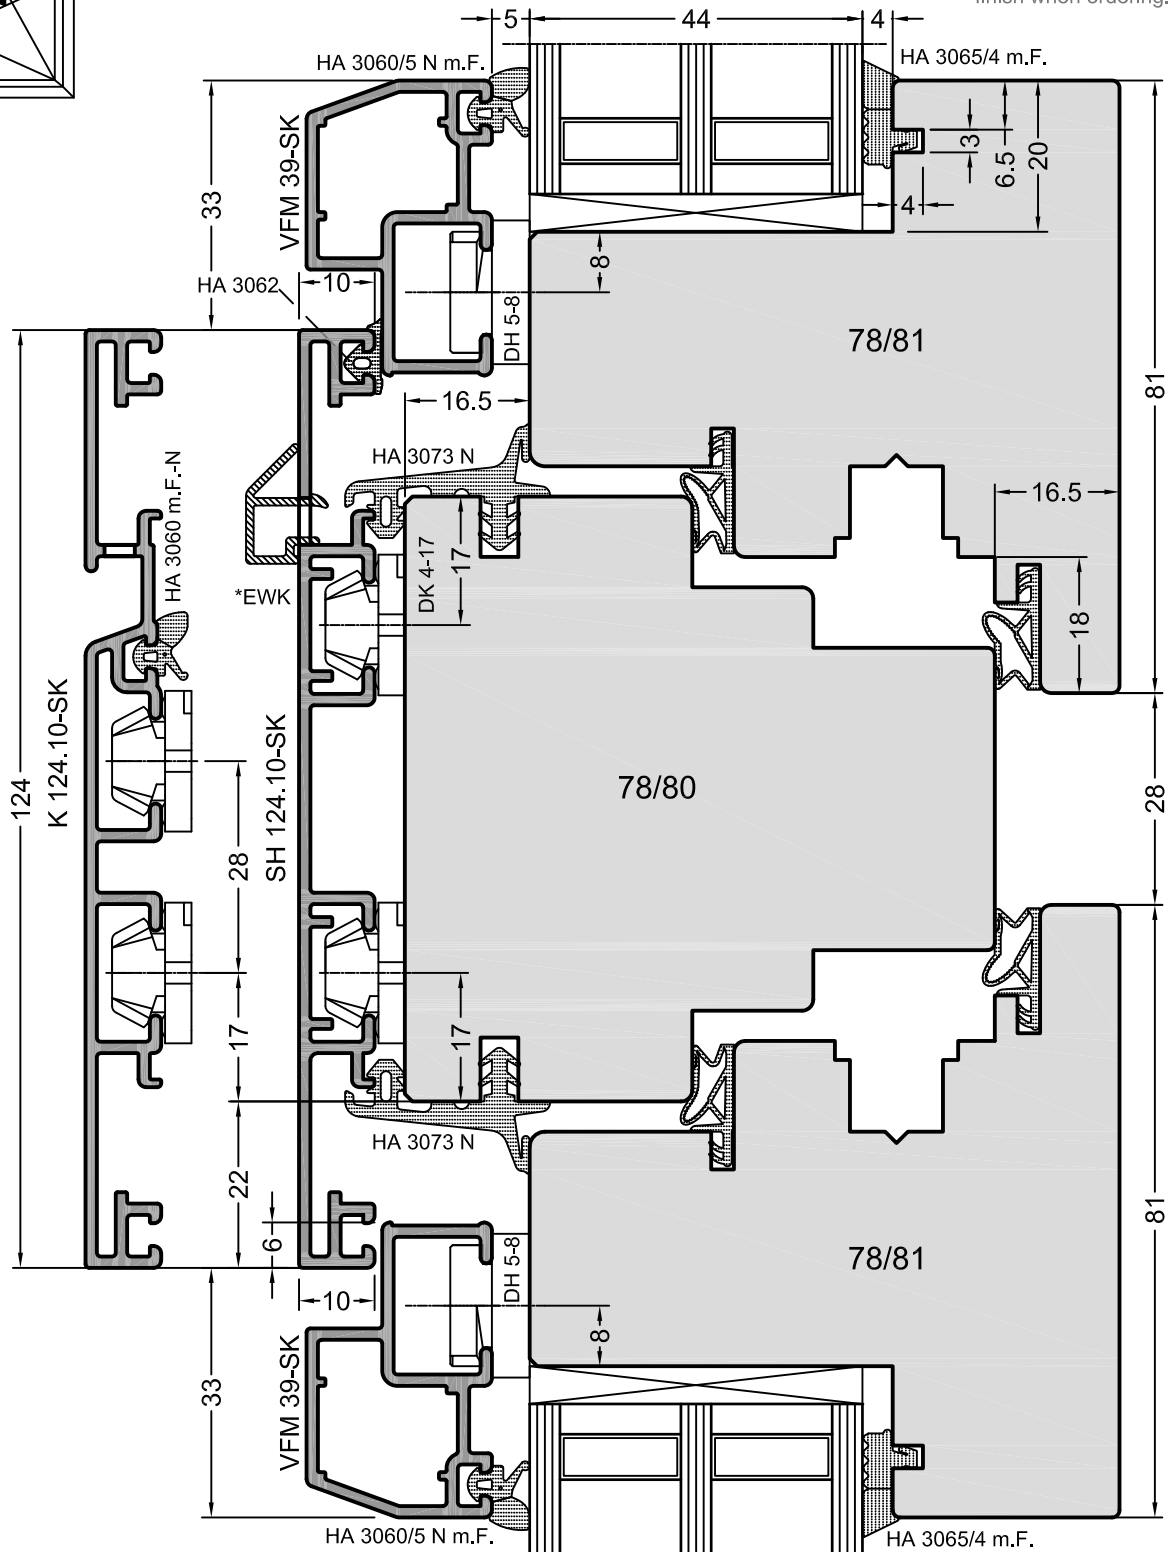 finish when ordering.
5
44
4
HA 3060/5 N m.F.
HA 3065/4 m.F.
33
VFM 39-SK
3
6.5
20
4
8
10
HA 3062
DH 5-8
78/81
81
16.5
HA 3073 N
HA 3060 m.F.-N
16.5
*EWK
DK 4-17
17
18
124
K 124.10-SK
SH 124.10-SK
28
78/80
28
17
17
HA 3073 N
22
6
DH 5-8
78/81
81
10
8
33
VFM 39-SK
HA 3060/5 N m.F.
HA 3065/4 m.F.